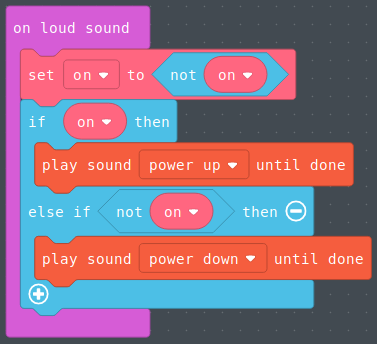 on loud sound
set on to not on
if on then
play sound power up until done
else if not on then
play sound power down until done